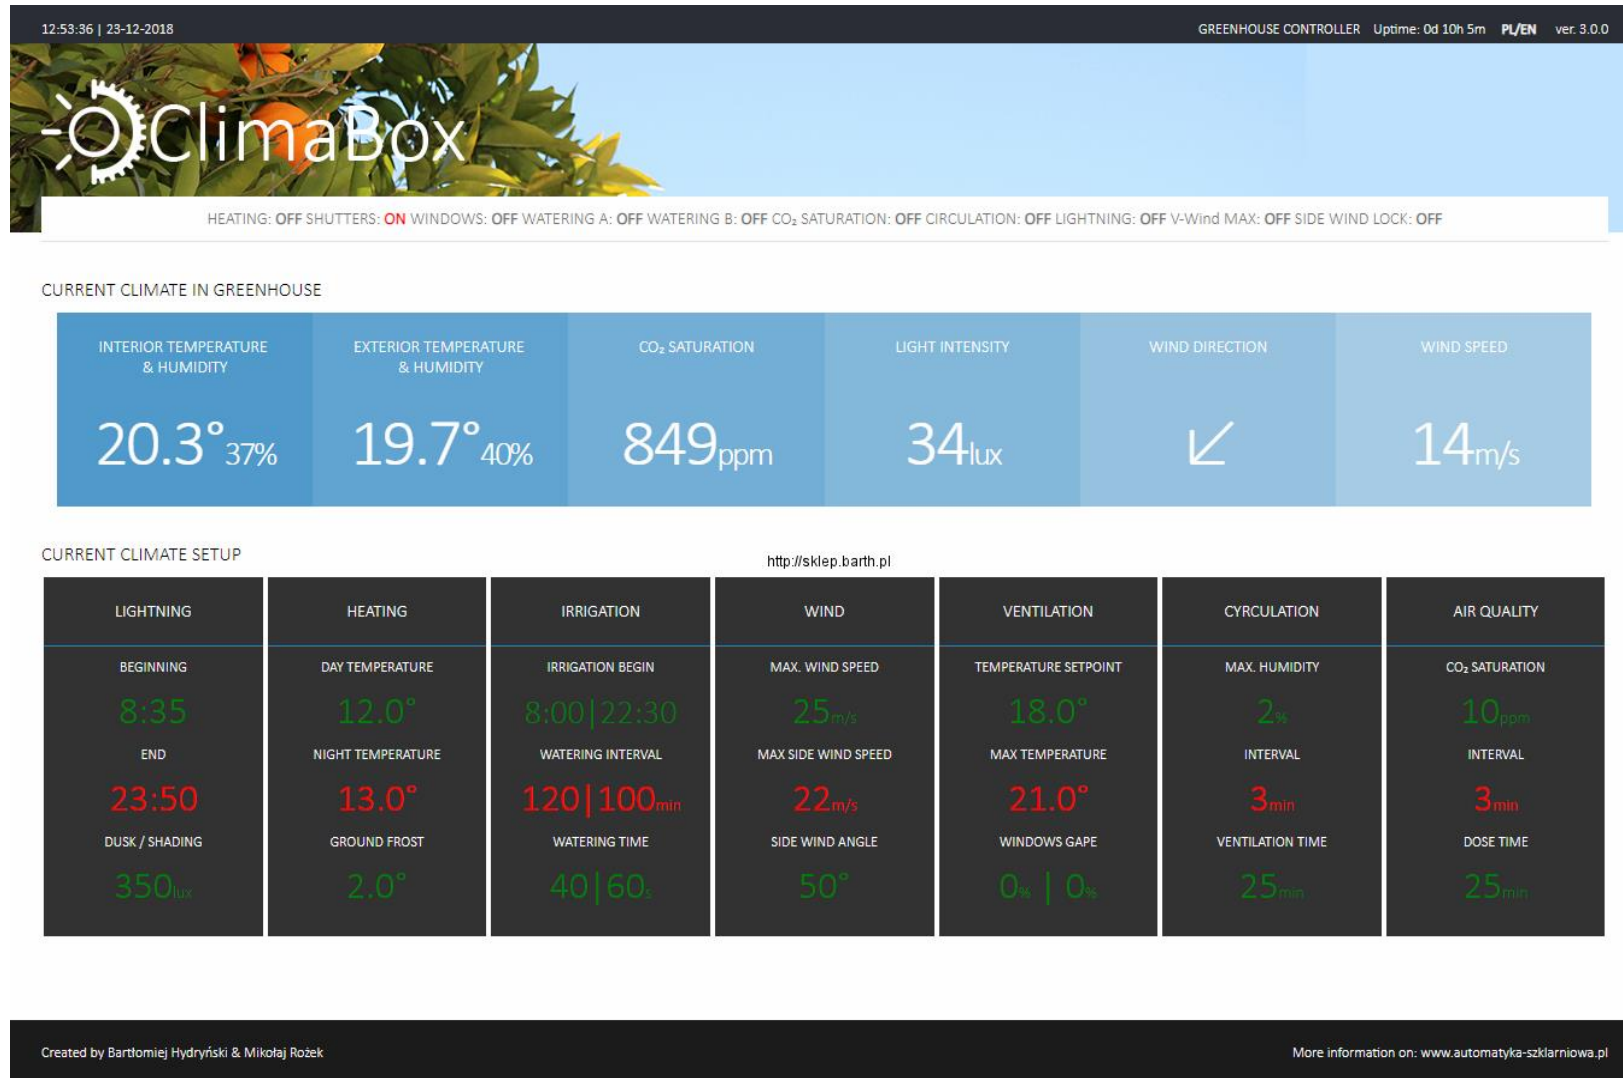 12:53:36 | 23-12-2018
GREENHOUSE CONTROLLER Uptime: 0d 10h 5m PL/EN ver. 3.0.0
ClimaBox
HEATING: OFF SHUTTERS: ON WINDOWS: OFF WATERING A: OFF WATERING B: OFF CO₂ SATURATION: OFF CIRCULATION: OFF LIGHTNING: OFF V-Wind MAX: OFF SIDE WIND LOCK: OFF
CURRENT CLIMATE IN GREENHOUSE
INTERIOR TEMPERATURE
& HUMIDITY
20.3° 37%
EXTERIOR TEMPERATURE
& HUMIDITY
19.7° 40%
CO₂ SATURATION
849ppm
LIGHT INTENSITY
34lux
WIND DIRECTION
WIND SPEED
14m/s
CURRENT CLIMATE SETUP
http://sklep.barth.pl
LIGHTNING
BEGINNING
8:35
END
23:50
DUSK / SHADING
350lux
HEATING
DAY TEMPERATURE
12.0°
NIGHT TEMPERATURE
13.0°
GROUND FROST
2.0°
IRRIGATION
IRRIGATION BEGIN
8:00|22:30
WATERING INTERVAL
120|100min
WATERING TIME
40|60s
WIND
MAX. WIND SPEED
25m/s
MAX SIDE WIND SPEED
22m/s
SIDE WIND ANGLE
50°
VENTILATION
TEMPERATURE SETPOINT
18.0°
MAX TEMPERATURE
21.0°
WINDOWS GAPE
0% | 0%
CYRCULATION
MAX. HUMIDITY
2%
INTERVAL
3min
VENTILATION TIME
25min
AIR QUALITY
CO₂ SATURATION
10ppm
INTERVAL
3min
DOSE TIME
25min
Created by Bartłomiej Hydryński & Mikołaj Rożek
More information on: www.automatyka-szklarniowa.pl